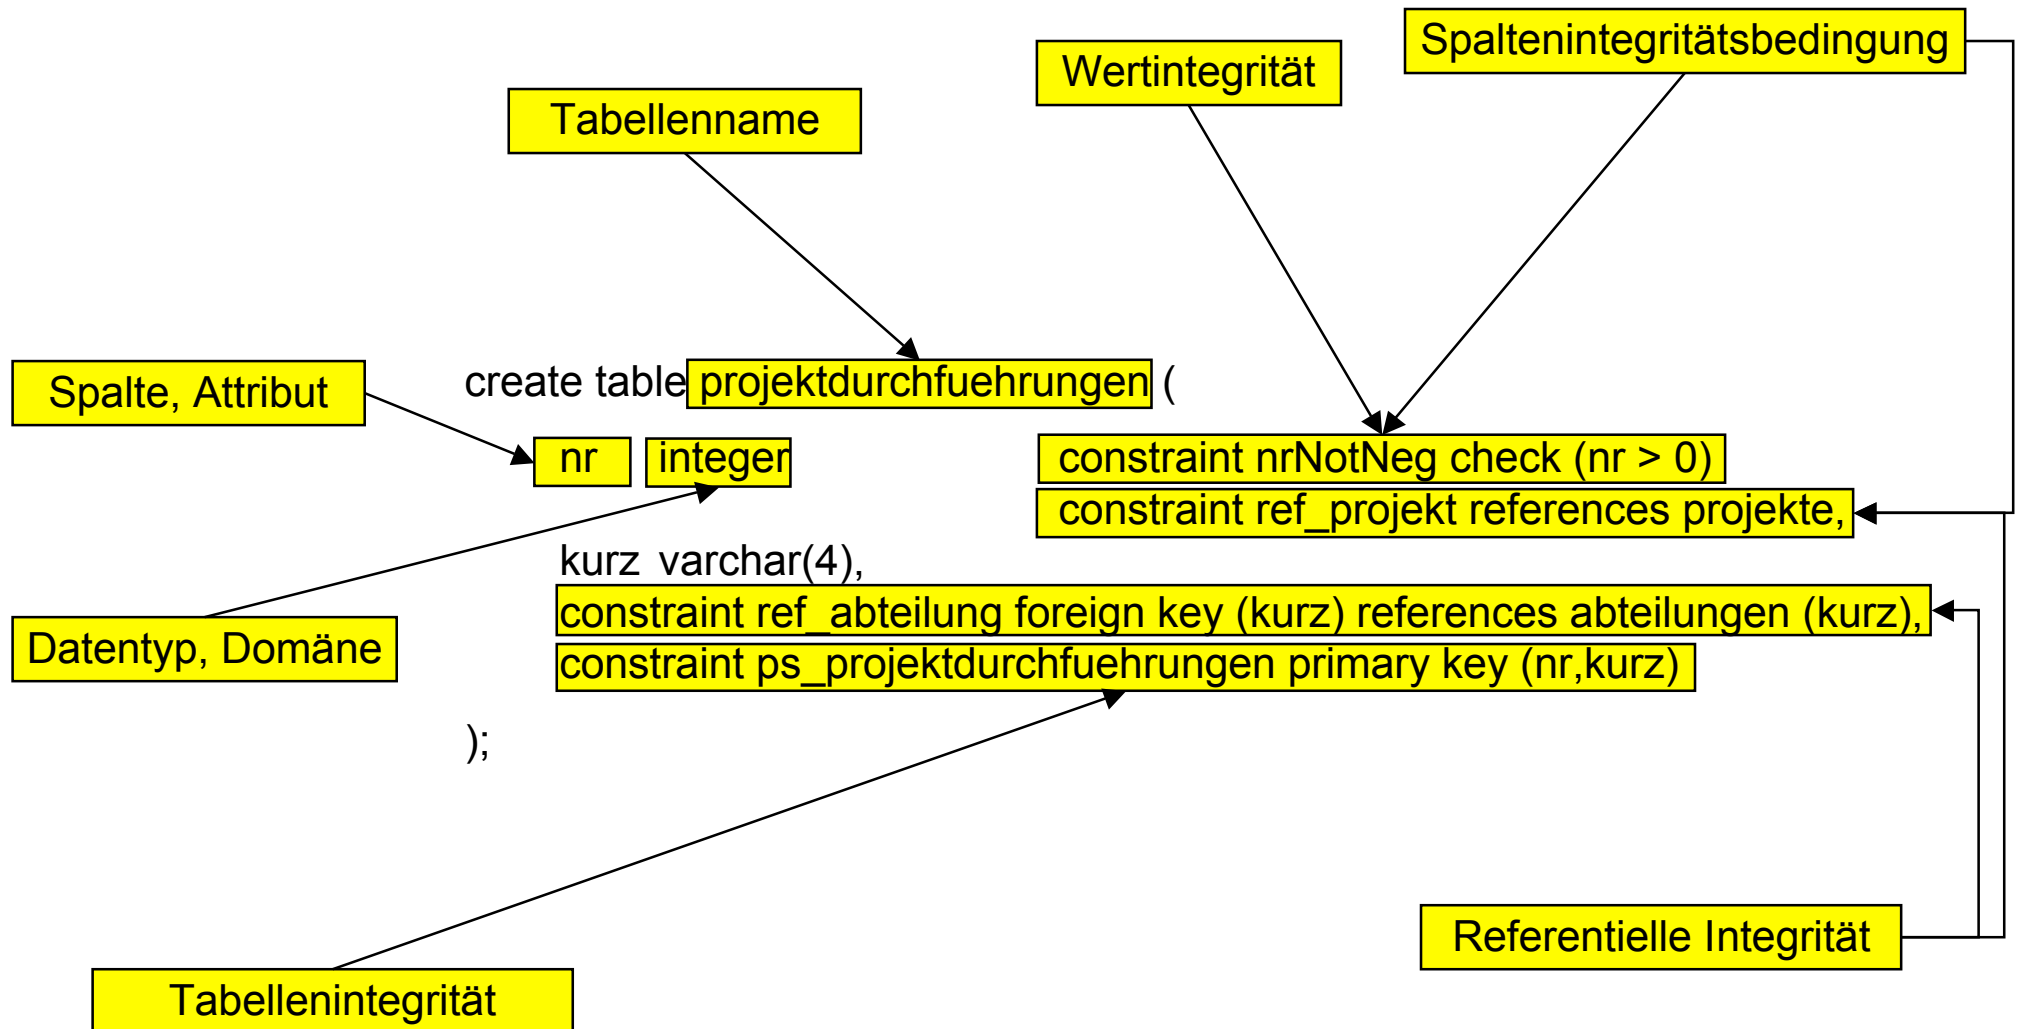 Spaltenintegritätsbedingung
Wertintegrität
Tabellenname
Spalte, Attribut
create table projektdurchfuehrungen (
nr integer constraint nrNotNeg check (nr > 0)
constraint ref_projekt references projekte,
kurz varchar(4),
constraint ref_abteilung foreign key (kurz) references abteilungen (kurz),
Datentyp, Domäne
constraint ps_projektdurchfuehrungen primary key (nr,kurz)
);
Referentielle Integrität
Tabellenintegrität